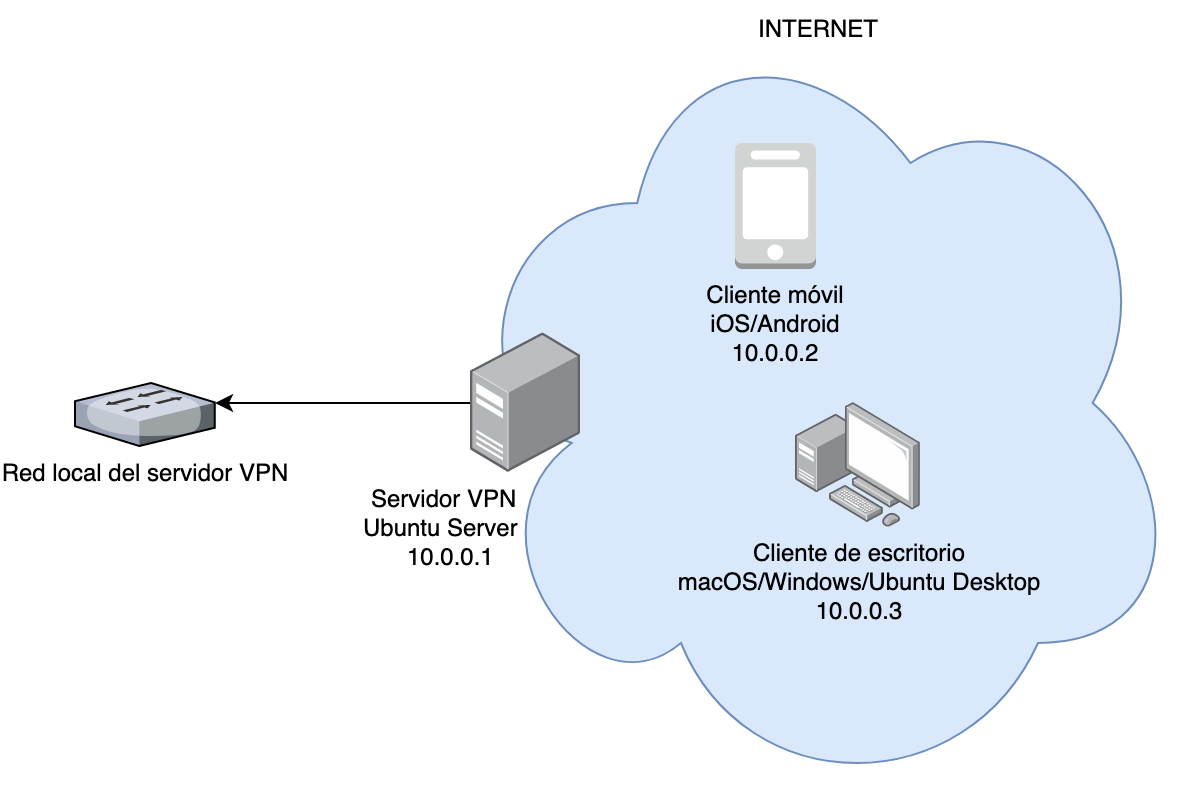 INTERNET
Cliente móvil
iOS/Android
10.0.0.2
Red local del servidor VPN
Servidor VPN
Ubuntu Server
10.0.0.1
Cliente de escritorio
macOS/Windows/Ubuntu Desktop
10.0.0.3